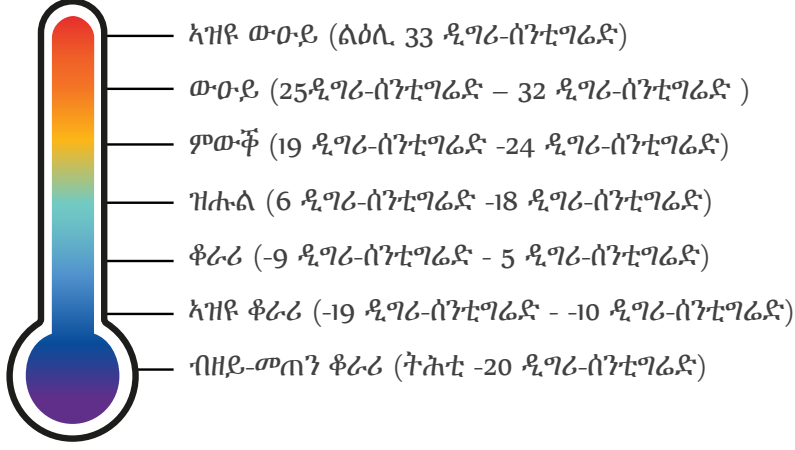 ኣዝዩ ውዑይ (ልዕሊ 33 ዲግሪ-ሰንቲግሬድ)
ውዑይ (25ዲግሪ-ሰንቲግሬድ – 32 ዲግሪ-ሰንቲግሬድ )
ምውቕ (19 ዲግሪ-ሰንቲግሬድ -24 ዲግሪ-ሰንቲግሬድ)
ዝሑል (6 ዲግሪ-ሰንቲግሬድ -18 ዲግሪ-ሰንቲግሬድ)
ቆራሪ (-9 ዲግሪ-ሰንቲግሬድ - 5 ዲግሪ-ሰንቲግሬድ)
ኣዝዩ ቆራሪ (-19 ዲግሪ-ሰንቲግሬድ - -10 ዲግሪ-ሰንቲግሬድ)
ብዘይ-መጠን ቆራሪ (ትሕቲ -20 ዲግሪ-ሰንቲግሬድ)